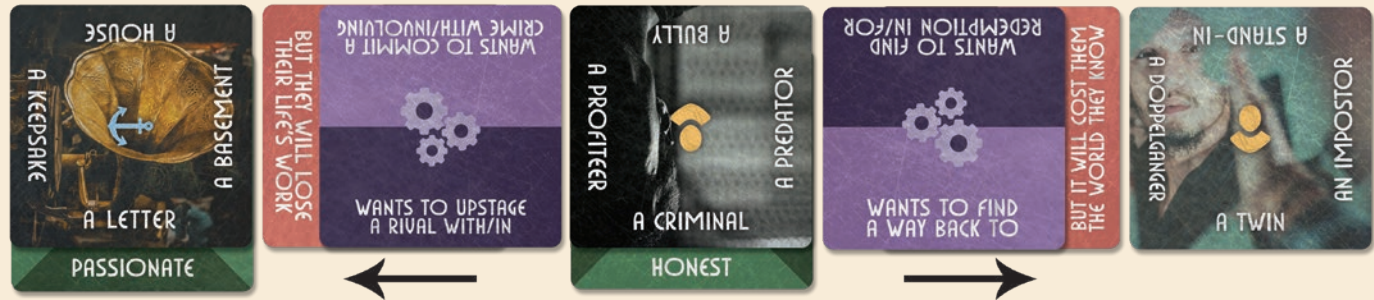 A HOUSE
A KEEPSAKE
A BASEMENT
A LETTER
PASSIONATE
BUT THEY WILL LOSE
THEIR LIFE'S WORK
WANTS TO COMMIT A
CRIME WITH/INVOLVING
WANTS TO UPSTAGE
A RIVAL WITH/IN
A BULLY
A PROFITEER
A PREDATOR
A CRIMINAL
HONEST
WANTS TO FIND
REDEMPTION IN/FOR
WANTS TO FIND
A WAY BACK TO
BUT IT WILL COST THEM
THE WORLD THEY KNOW
A STAND-IN
A DOPPELGANGER
AN IMPOSTOR
A TWIN